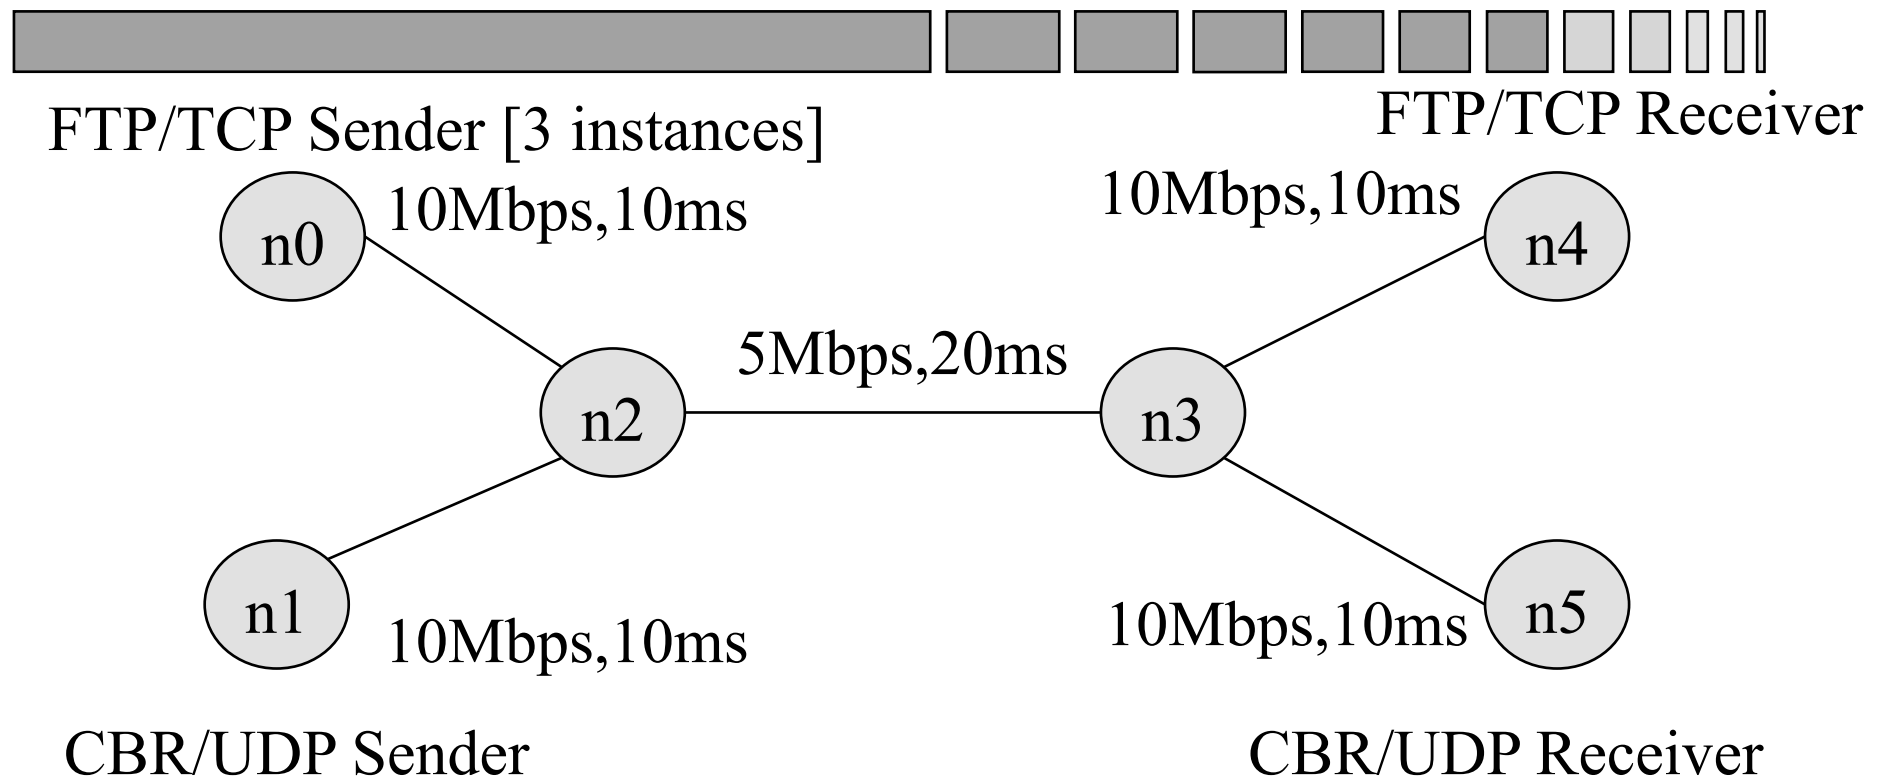 FTP/TCP Sender [3 instances]
FTP/TCP Receiver
n0
10Mbps,10ms
10Mbps,10ms
n4
n2
5Mbps,20ms
n3
n1
10Mbps,10ms
10Mbps,10ms
n5
CBR/UDP Sender
CBR/UDP Receiver